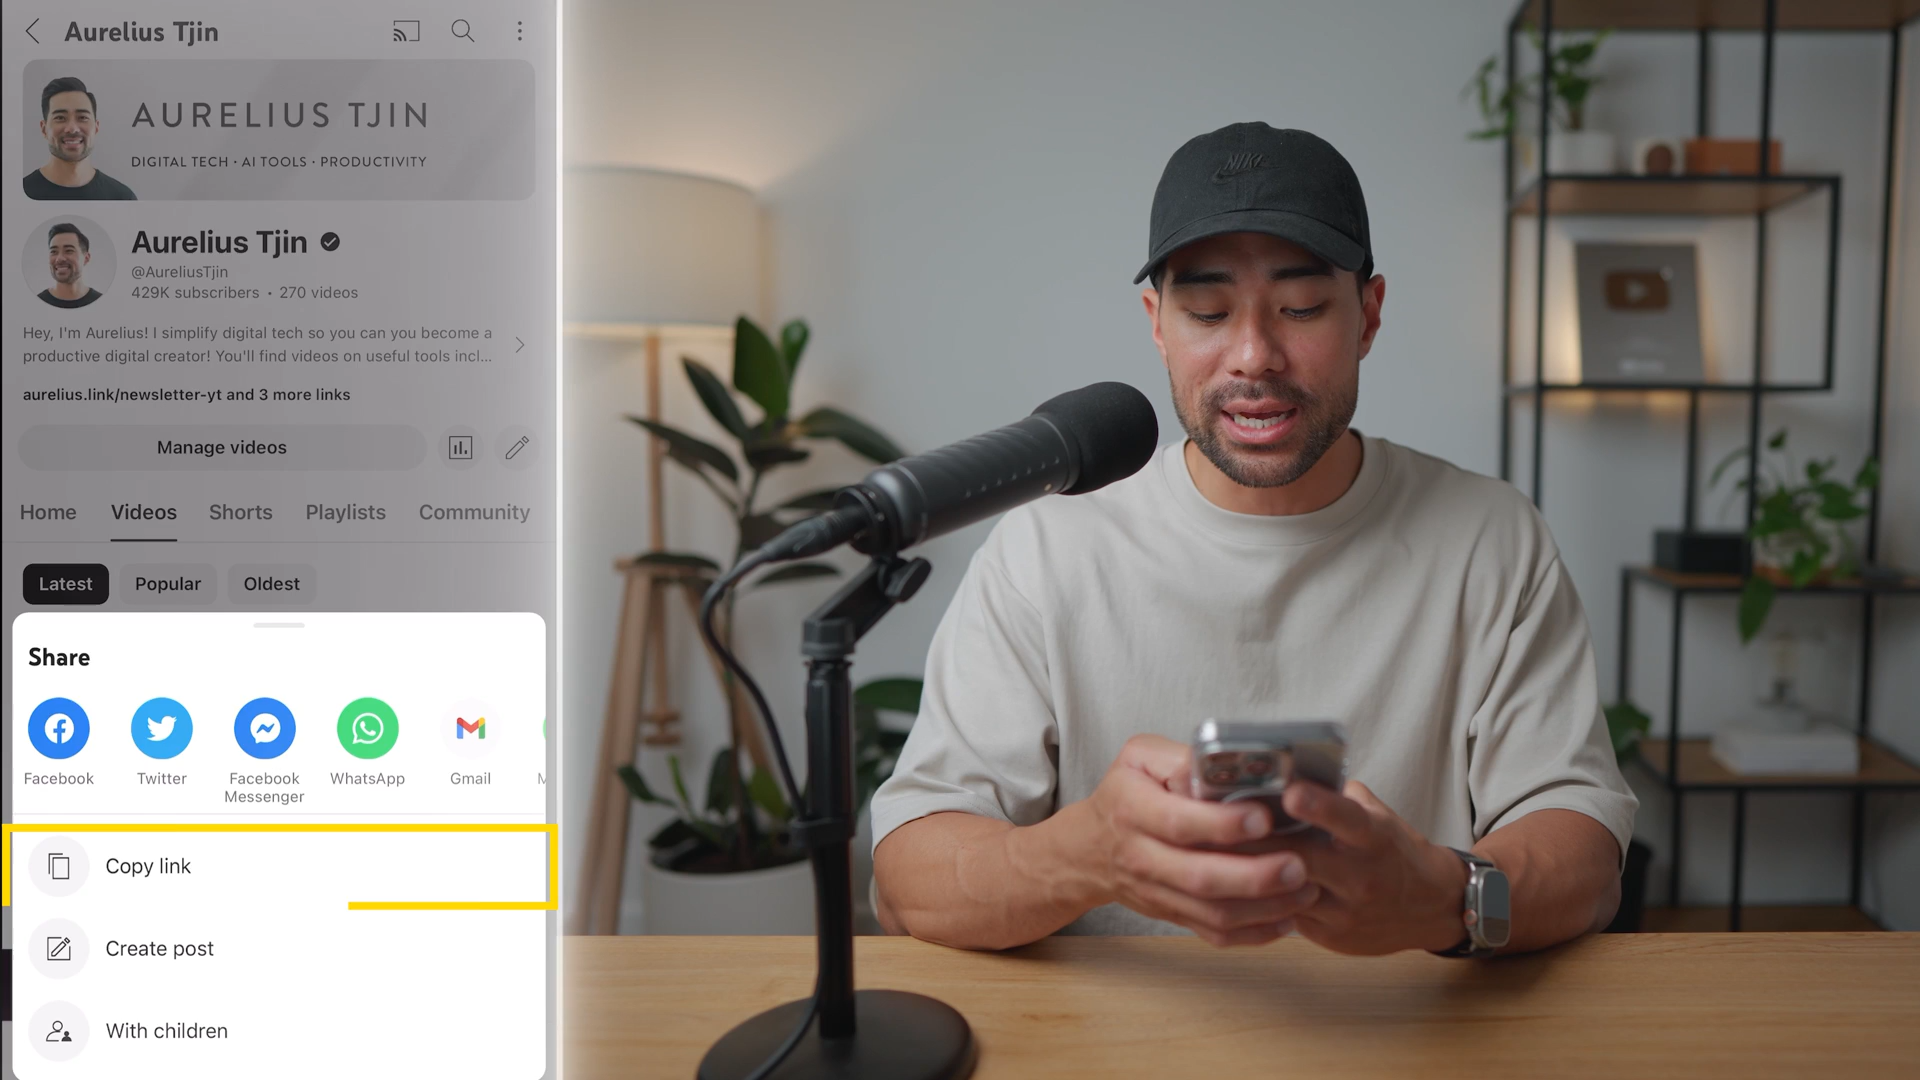 Aurelius Tjin
AURELIUS TJIN
DIGITAL TECH · AI TOOLS · PRODUCTIVITY
Aurelius Tjin
@AureliusTjin
429K subscribers • 270 videos
Hey, I'm Aurelius! I simplify digital tech so you can you become a
productive digital creator! You'll find videos on useful tools incl...
aurelius.link/newsletter-yt and 3 more links
Manage videos
Home Videos Shorts Playlists Community
Latest Popular Oldest
Share
Facebook Twitter Facebook Messenger WhatsApp Gmail M
Copy link
Create post
With children
NIKE